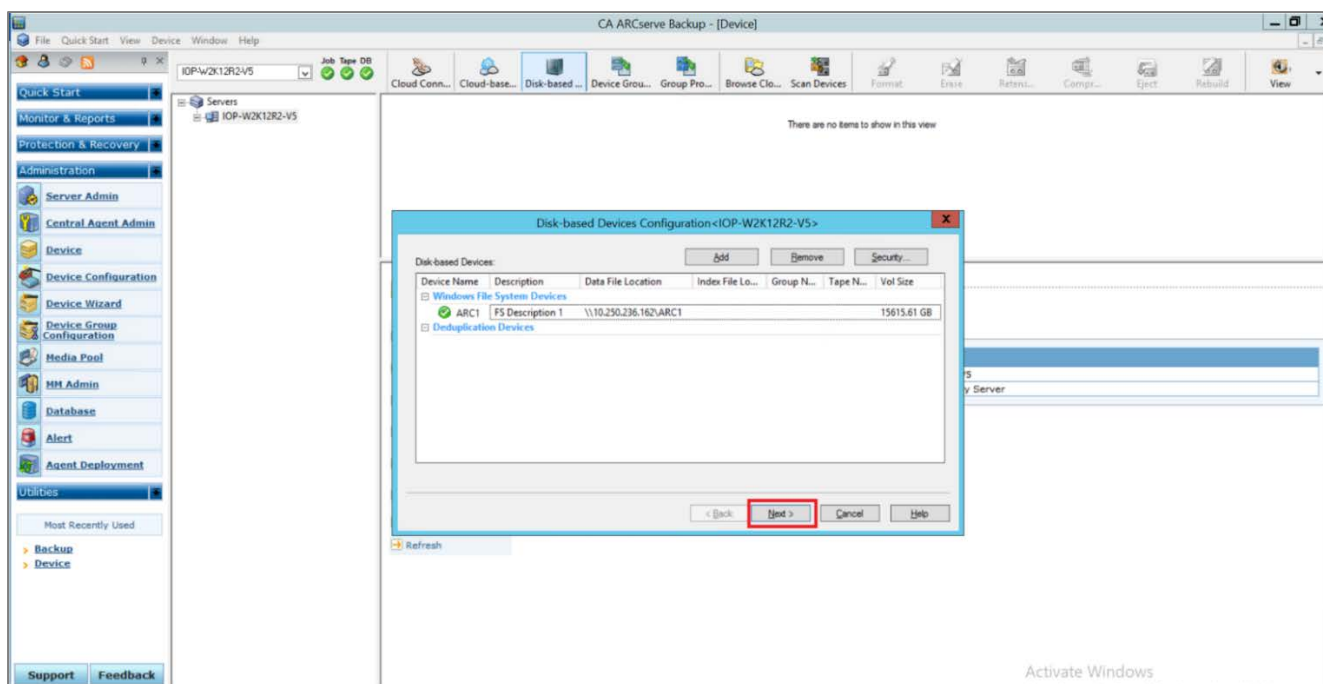 CA ARCserve Backup - [Device]
File Quick Start View Device Window Help
IOP-W2K12R2-V5
Job Tape DB
Cloud Conn... Cloud-base... Disk-based ... Device Grou... Group Pro... Browse Clo... Scan Devices Format Erase Retens... Compr... Eject Rebuild View
Quick Start
Monitor & Reports
Protection & Recovery
Administration
Server Admin
Central Agent Admin
Device
Device Configuration
Device Wizard
Device Group
Configuration
Media Pool
MM Admin
Database
Alert
Agent Deployment
Utilities
Most Recently Used
Backup
Device
Support Feedback
Servers
IOP-W2K12R2-V5
There are no items to show in this view
Disk-based Devices Configuration<IOP-W2K12R2-V5>
x
Disk-based Devices:
Add Remove Security...
Device Name Description Data File Location Index File Lo... Group N... Tape N... Vol Size
Windows File System Devices
ARC1 FS Description 1 \\10.250.236.162\ARC1 15615.61 GB
Deduplication Devices
< Back Next > Cancel Help
y Server
Refresh
Activate Windows